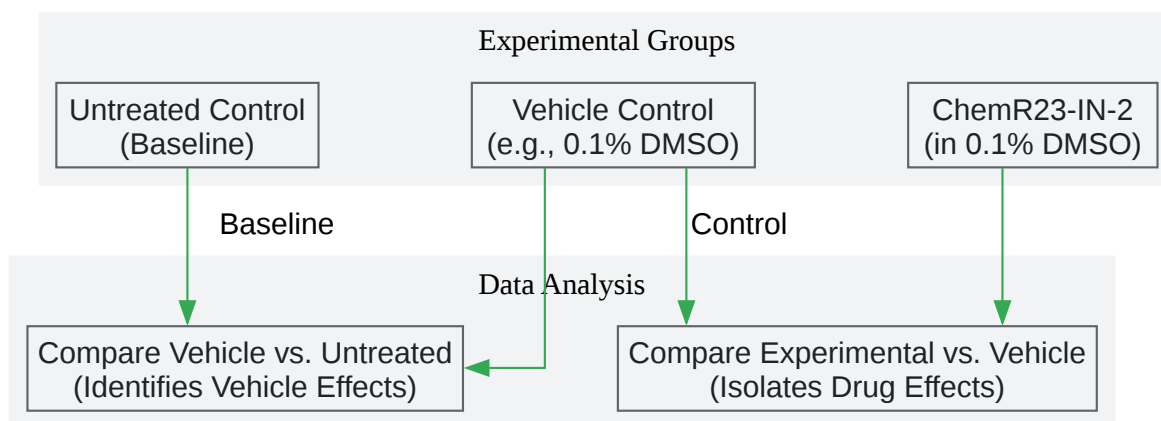 Experimental Groups
Untreated Control
(Baseline)
Vehicle Control
(e.g., 0.1% DMSO)
ChemR23-IN-2
(in 0.1% DMSO)
Baseline
Control
Data Analysis
Compare Vehicle vs. Untreated
(Identifies Vehicle Effects)
Compare Experimental vs. Vehicle
(Isolates Drug Effects)